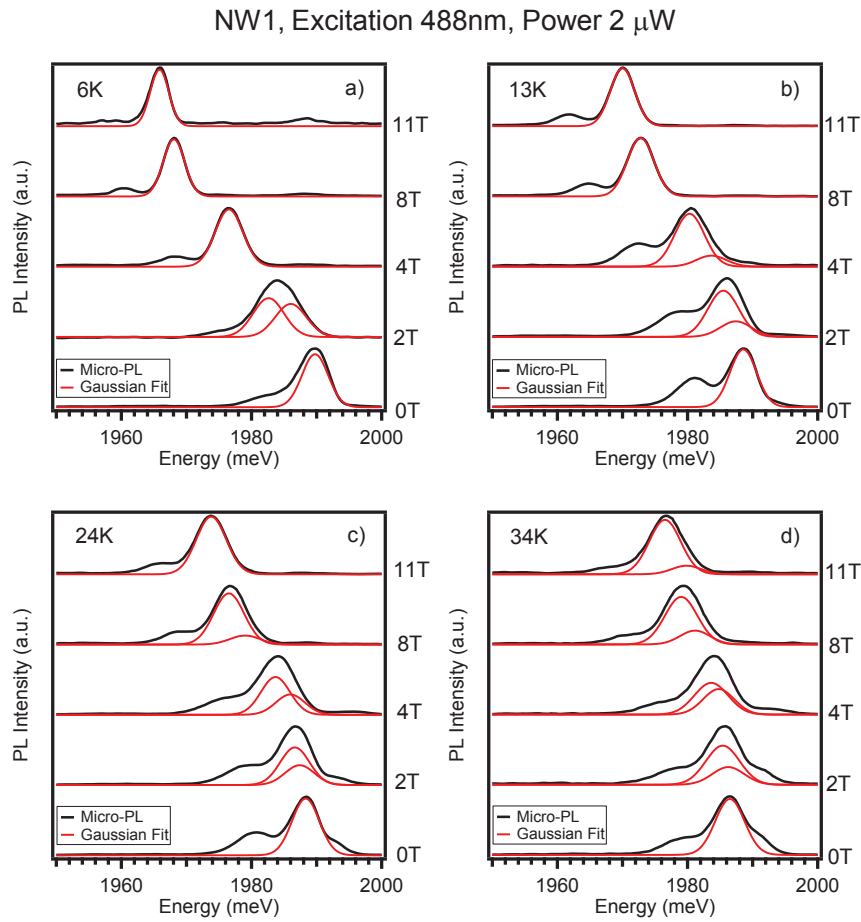 NW1, Excitation 488nm, Power 2 μW
6K
a)
11T
8T
4T
2T
0T
PL Intensity (a.u.)
Micro-PL
Gaussian Fit
1960 1980 2000
Energy (meV)
13K
b)
11T
8T
4T
2T
0T
PL Intensity (a.u.)
Micro-PL
Gaussian Fit
1960 1980 2000
Energy (meV)
24K
c)
11T
8T
4T
2T
0T
PL Intensity (a.u.)
Micro-PL
Gaussian Fit
1960 1980 2000
Energy (meV)
34K
d)
11T
8T
4T
2T
0T
PL Intensity (a.u.)
Micro-PL
Gaussian Fit
1960 1980 2000
Energy (meV)